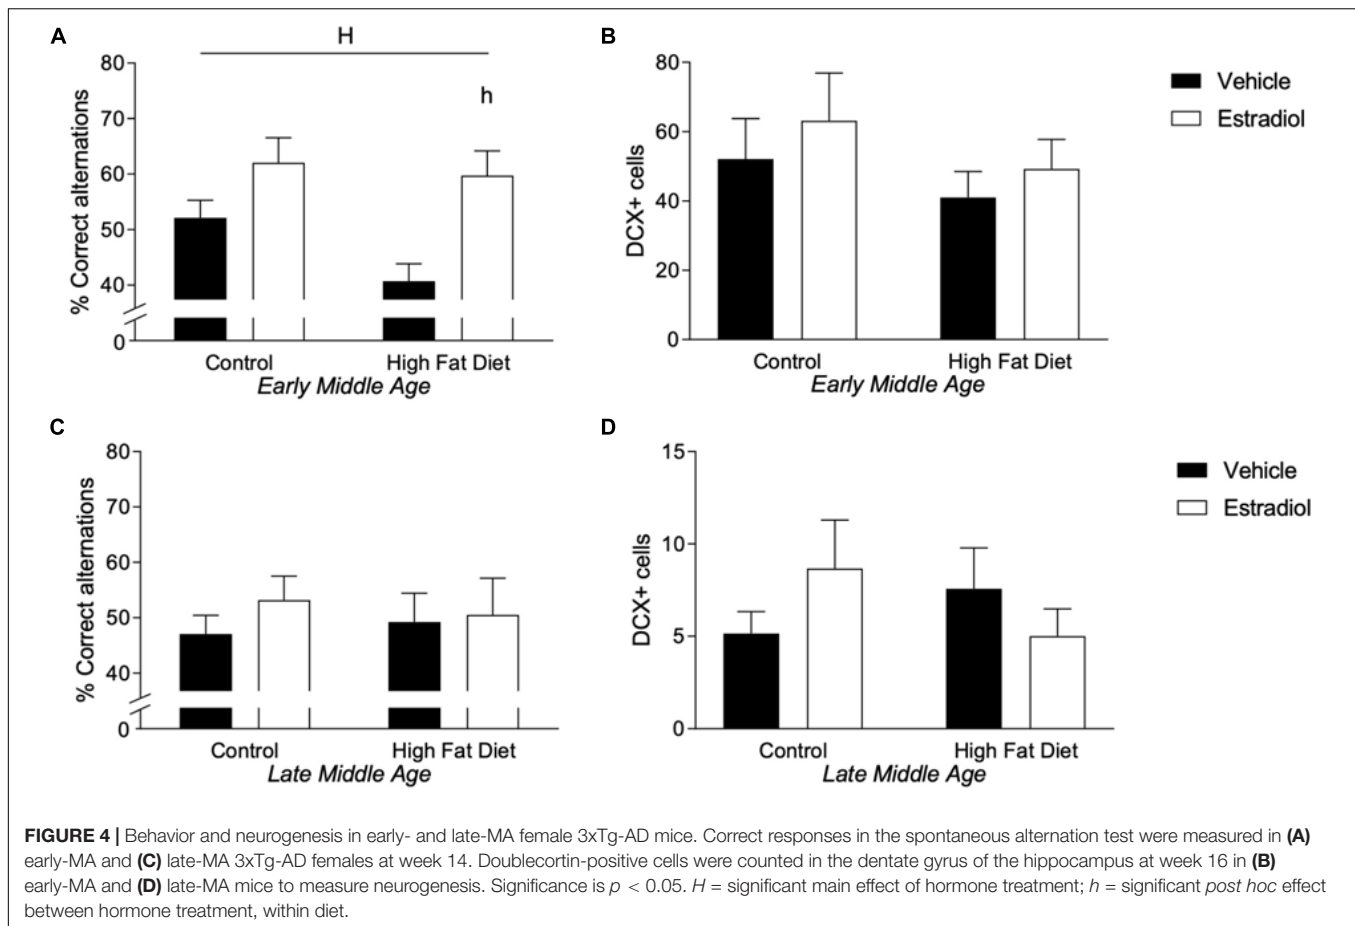 A
H
80
70
60
50
40
0
% Correct alternations
h
Control
High Fat Diet
Early Middle Age
B
80
60
40
20
0
DCX+ cells
Control
High Fat Diet
Early Middle Age
Vehicle
Estradiol
C
80
70
60
50
40
0
% Correct alternations
Control
High Fat Diet
Late Middle Age
D
15
10
5
0
DCX+ cells
Control
High Fat Diet
Late Middle Age
Vehicle
Estradiol
FIGURE 4 | Behavior and neurogenesis in early- and late-MA female 3xTg-AD mice. Correct responses in the spontaneous alternation test were measured in (A)
early-MA and (C) late-MA 3xTg-AD females at week 14. Doublecortin-positive cells were counted in the dentate gyrus of the hippocampus at week 16 in (B)
early-MA and (D) late-MA mice to measure neurogenesis. Significance is p < 0.05. H = significant main effect of hormone treatment; h = significant post hoc effect
between hormone treatment, within diet.